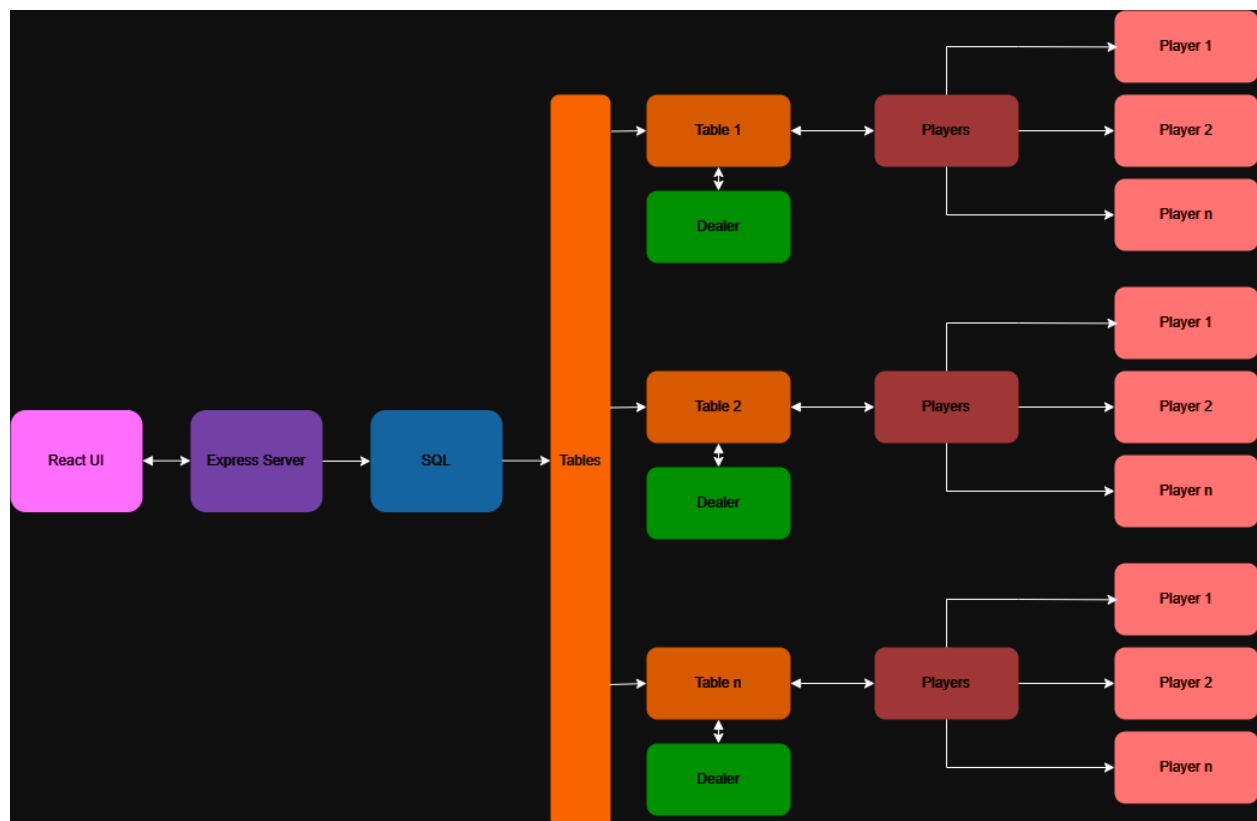 Player 1
Table 1
Players
Player 2
Player n
Dealer
Player 1
Table 2
Players
Player 2
React UI
Express Server
SQL
Tables
Player n
Dealer
Player 1
Table n
Players
Player 2
Player n
Dealer